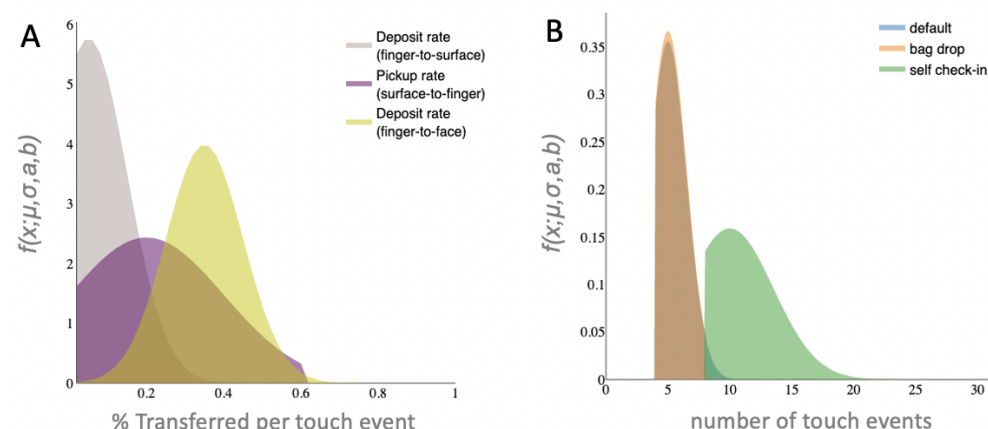 A
6
5
4
3
2
1
0
0.2
0.4
0.6
0.8
1
f(x;μ,σ,a,b)
% Transferred per touch event
Deposit rate
(finger-to-surface)
Pickup rate
(surface-to-finger)
Deposit rate
(finger-to-face)
B
0.35
0.3
0.25
0.2
0.15
0.1
0.05
0
0
5
10
15
20
25
30
f(x;μ,σ,a,b)
number of touch events
default
bag drop
self check-in